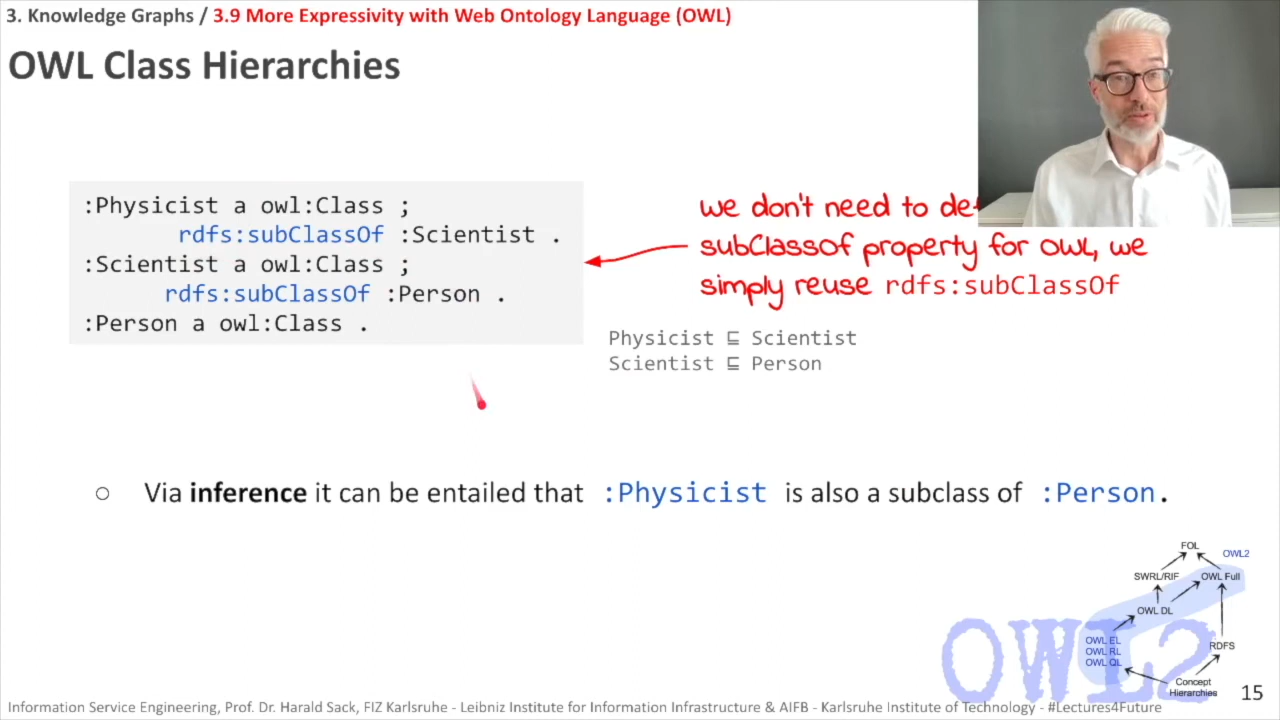 3. Knowledge Graphs / 3.9 More Expressivity with Web Ontology Language (OWL)
OWL Class Hierarchies
:Physicist a owl:Class ;
rdfs:subClassOf :Scientist .
:Scientist a owl:Class ;
rdfs:subClassOf :Person .
:Person a owl:Class .
we don't need to
subClassOf property for OWL, we
simply reuse rdfs:subClassOf
Physicist ⊑ Scientist
Scientist ⊑ Person
○ Via inference it can be entailed that :Physicist is also a subclass of :Person.
FOL
OWL2
SWRL/RIF
OWL Full
OWL DL
OWL EL
OWL RL
OWL QL
RDFS
Concept
Hierarchies
OWL2
15
Information Service Engineering, Prof. Dr. Harald Sack, FIZ Karlsruhe - Leibniz Institute for Information Infrastructure & AIFB - Karlsruhe Institute of Technology - #Lectures4Future